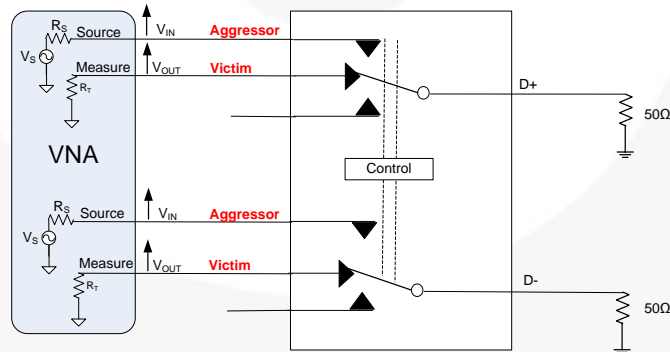 RS Source VIN Aggressor
VS
Measure VOUT Victim
RT
D+
50Ω
VNA
Control
RS Source VIN Aggressor
VS
Measure VOUT Victim
RT
D-
50Ω